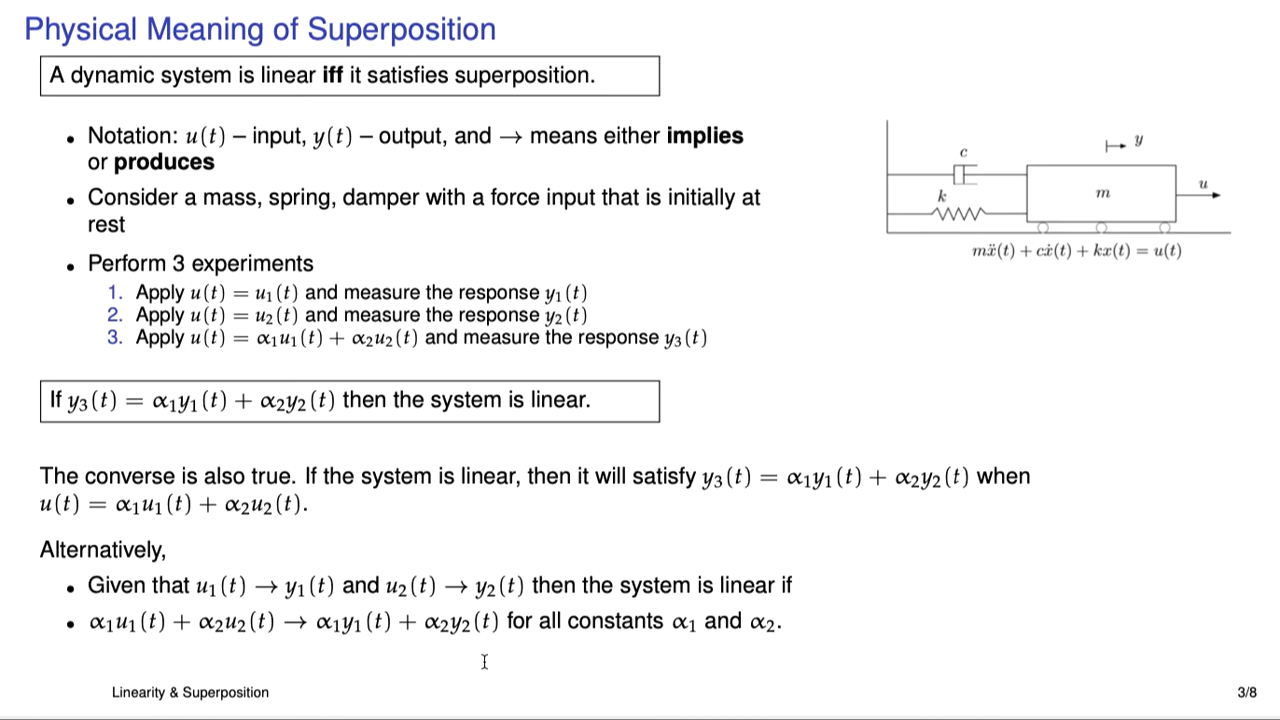 Physical Meaning of Superposition
A dynamic system is linear iff it satisfies superposition.
• Notation: u(t) – input, y(t) – output, and → means either implies
or produces
• Consider a mass, spring, damper with a force input that is initially at
rest
• Perform 3 experiments
1. Apply u(t) = u₁(t) and measure the response y₁(t)
2. Apply u(t) = u₂(t) and measure the response y₂(t)
3. Apply u(t) = α₁u₁(t) + α₂u₂(t) and measure the response y₃(t)
c
k
m
y
u
mẍ(t) + cẋ(t) + kx(t) = u(t)
If y₃(t) = α₁y₁(t) + α₂y₂(t) then the system is linear.
The converse is also true. If the system is linear, then it will satisfy y₃(t) = α₁y₁(t) + α₂y₂(t) when
u(t) = α₁u₁(t) + α₂u₂(t).
Alternatively,
• Given that u₁(t) → y₁(t) and u₂(t) → y₂(t) then the system is linear if
• α₁u₁(t) + α₂u₂(t) → α₁y₁(t) + α₂y₂(t) for all constants α₁ and α₂.
Linearity & Superposition
3/8